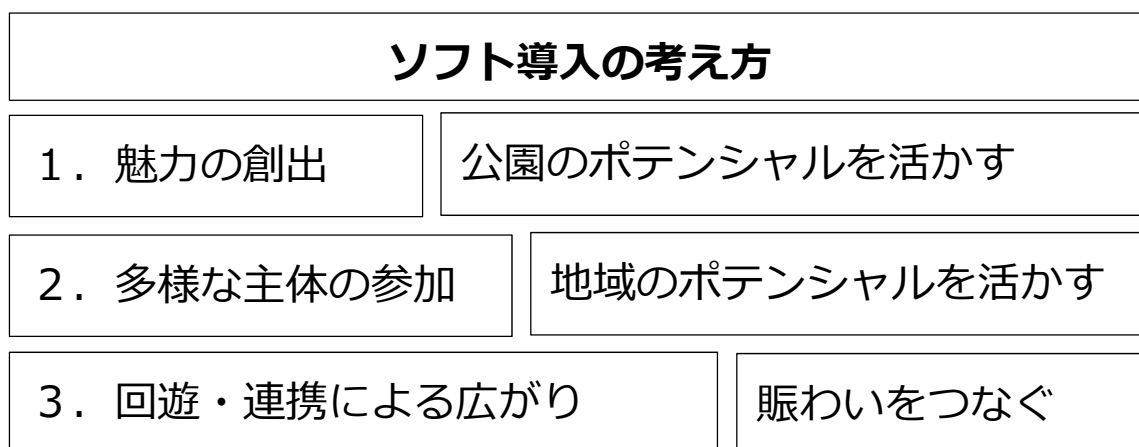 ソフト導入の考え方
１．魅力の創出
公園のポテンシャルを活かす
２．多様な主体の参加
地域のポテンシャルを活かす
３．回遊・連携による広がり
賑わいをつなぐ